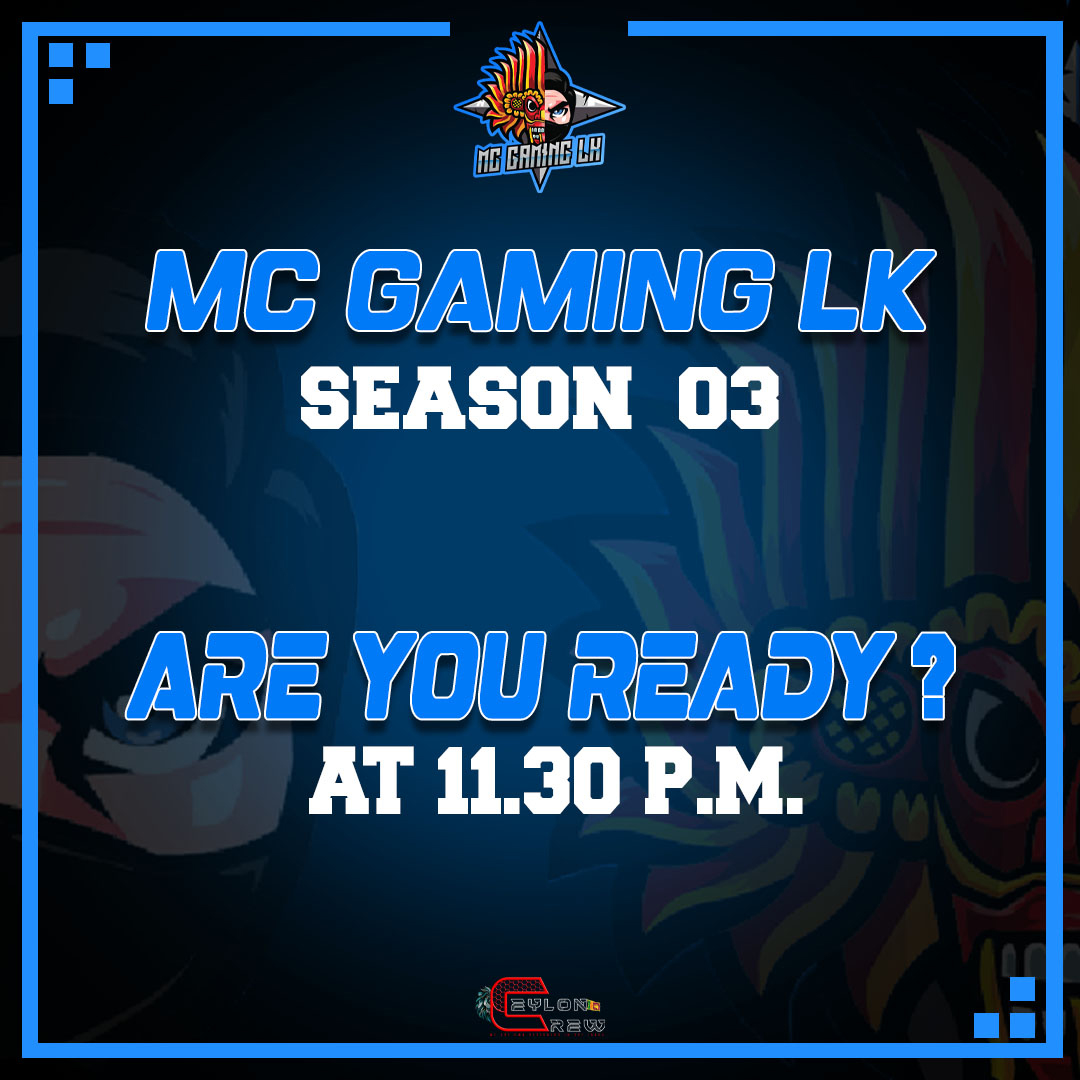 MC GAMING LK
MC GAMING LK
SEASON 03
ARE YOU READY ?
AT 11.30 P.M.
CEYLON
CREW